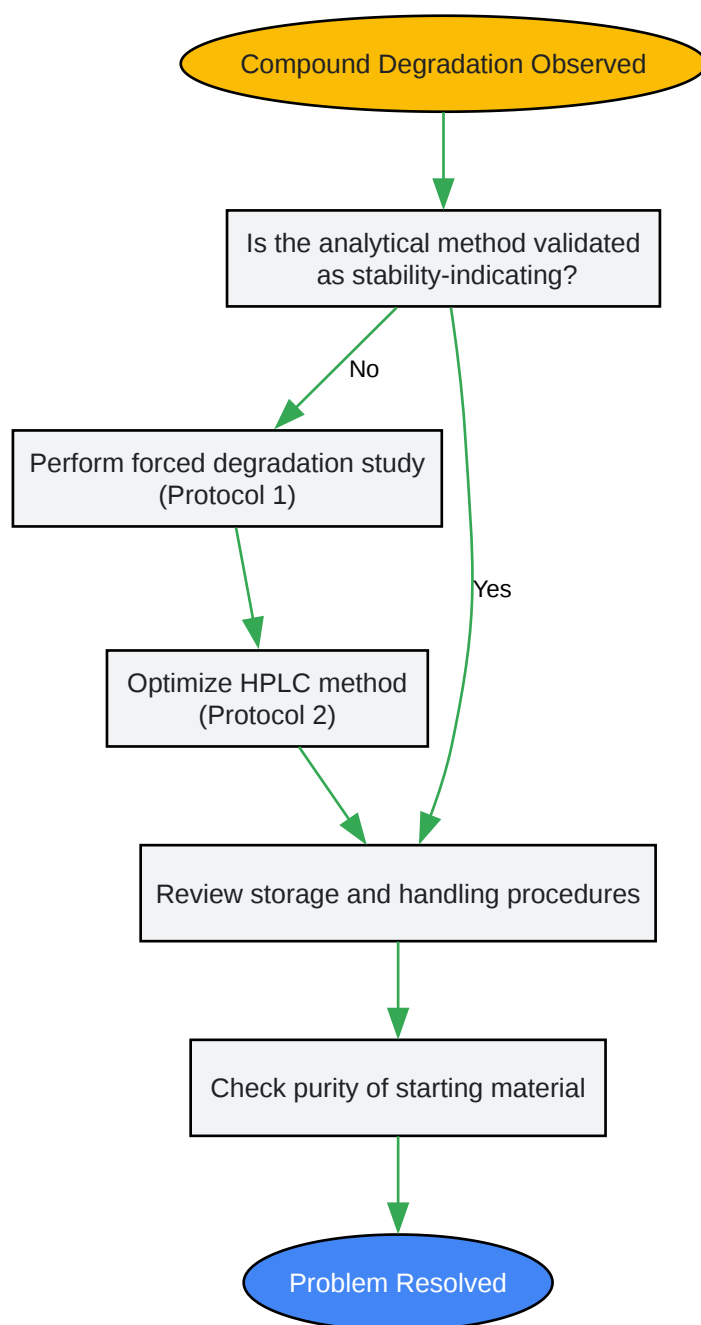 Compound Degradation Observed
Is the analytical method validated
as stability-indicating?
No
Perform forced degradation study
(Protocol 1)
Yes
Optimize HPLC method
(Protocol 2)
Review storage and handling procedures
Check purity of starting material
Problem Resolved